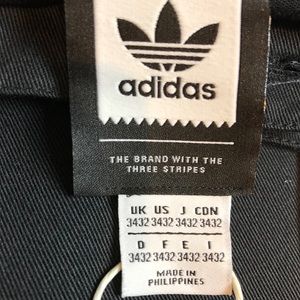 adidas
THE BRAND WITH THE
THREE STRIPES
UK US J CDN
3432 3432 3432 3432
D F E I
3432 3432 3432 3432
MADE IN
PHILIPPINES